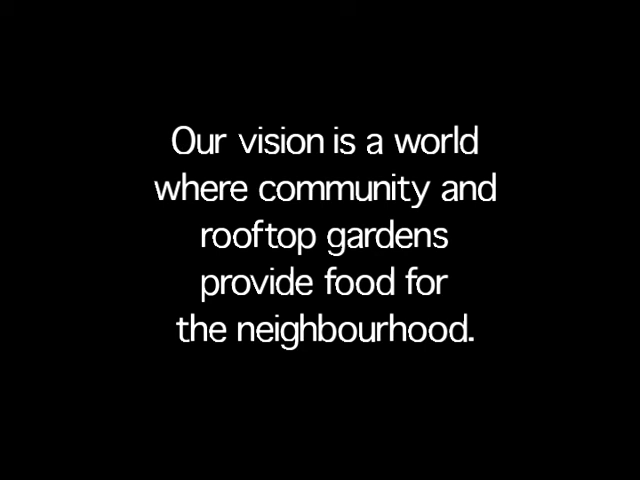 Our vision is a world
where community and
rooftop gardens
provide food for
the neighbourhood.